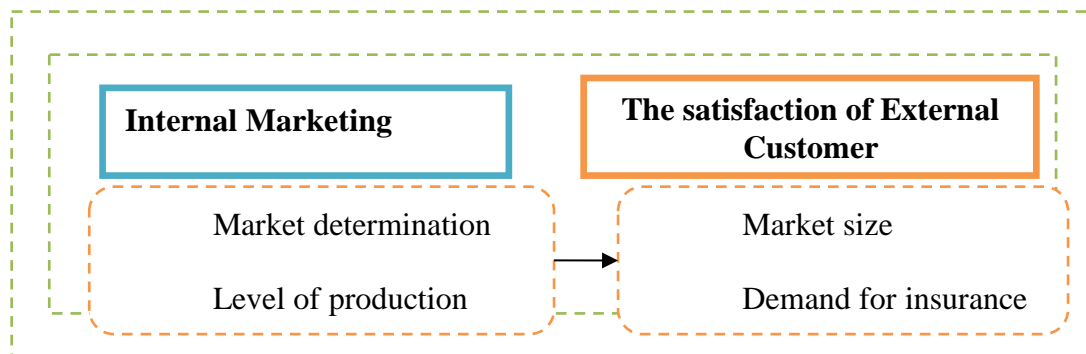 Internal Marketing
The satisfaction of External
Customer
Market determination
Level of production
Market size
Demand for insurance